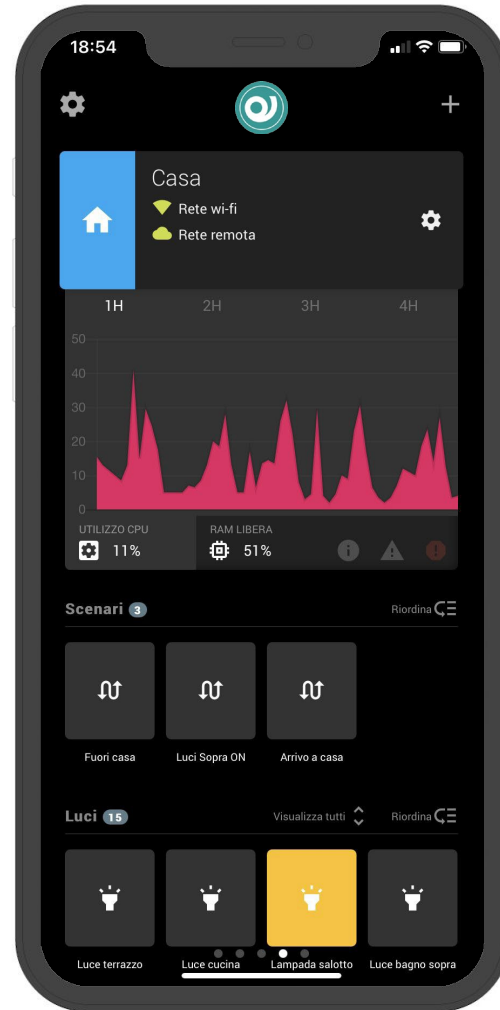 18:54
Casa
Rete wi-fi
Rete remota
1H 2H 3H 4H
50
40
30
20
10
0
UTILIZZO CPU RAM LIBERA
11% 51%
Scenari 3 Riordina
Fuori casa Luci Sopra ON Arrivo a casa
Luci 15 Visualizza tutti Riordina
Luce terrazzo Luce cucina Lampada salotto Luce bagno sopra